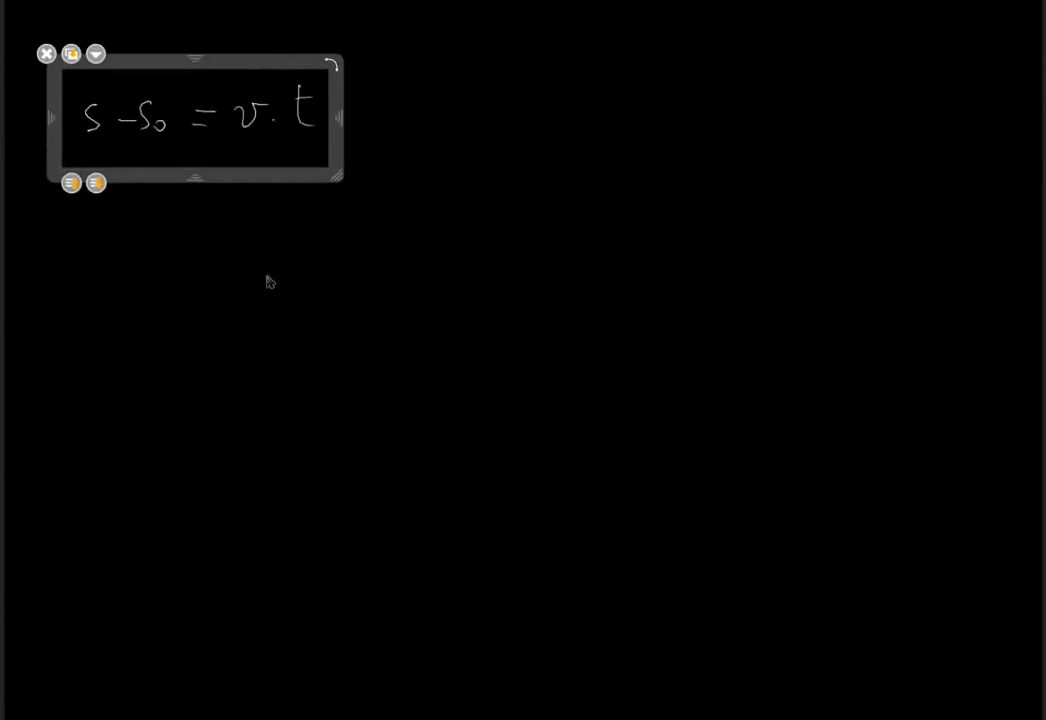 s - s₀ = v . t